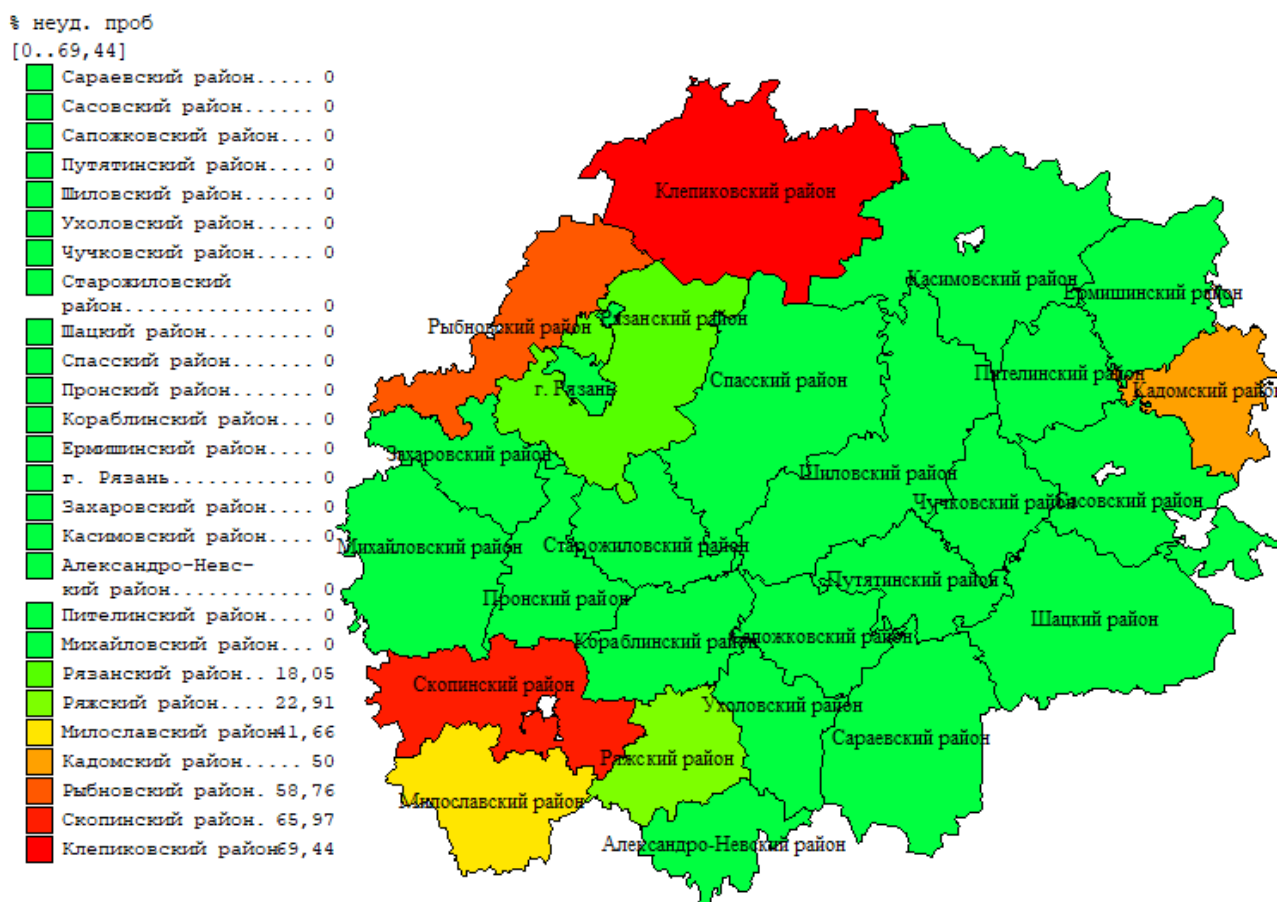 % неуд. проб
[0..69,44]
Сараевский район..... 0
Сасовский район...... 0
Сапожковский район... 0
Путятинский район.... 0
Шиловский район...... 0
Ухоловский район..... 0
Чучковский район..... 0
Старожиловский
район................ 0
Шацкий район......... 0
Спасский район....... 0
Пронский район....... 0
Кораблинский район... 0
Ермишинский район.... 0
г. Рязань............ 0
Захаровский район.... 0
Касимовский район.... 0
Александро-Невс-
кий район............ 0
Пителинский район.... 0
Михайловский район... 0
Рязанский район.. 18,05
Ряжский район.... 22,91
Милославский район41,66
Кадомский район..... 50
Рыбновский район. 58,76
Скопинский район. 65,97
Клепиковский район69,44
Клепиковский район
Касимовский район
Ермишинский район
Рыбновский район
Рязанский район
г. Рязань
Спасский район
Пителинский район
Кадомский район
Захаровский район
Шиловский район
Чучковский район
Сасовский район
Михайловский район
Старожиловский район
Путятинский район
Пронский район
Шацкий район
Кораблинский район
Сапожковский район
Скопинский район
Ухоловский район
Сараевский район
Ряжский район
Милославский район
Александро-Невский район